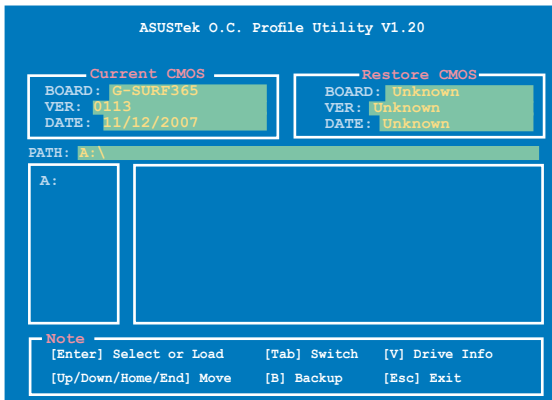 ASUSTek O.C. Profile Utility V1.20
Current CMOS
BOARD: G-SURF365
VER: 0113
DATE: 11/12/2007
Restore CMOS
BOARD: Unknown
VER: Unknown
DATE: Unknown
PATH: A:\
A:
Note
[Enter] Select or Load [Tab] Switch [V] Drive Info
[Up/Down/Home/End] Move [B] Backup [Esc] Exit